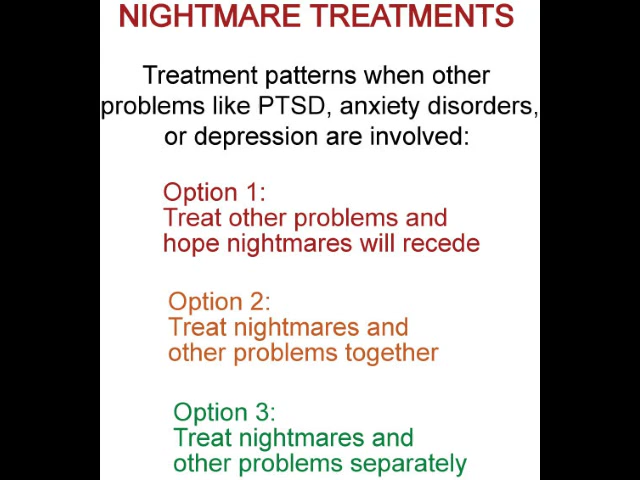 NIGHTMARE TREATMENTS
Treatment patterns when other
problems like PTSD, anxiety disorders,
or depression are involved:
Option 1:
Treat other problems and
hope nightmares will recede
Option 2:
Treat nightmares and
other problems together
Option 3:
Treat nightmares and
other problems separately